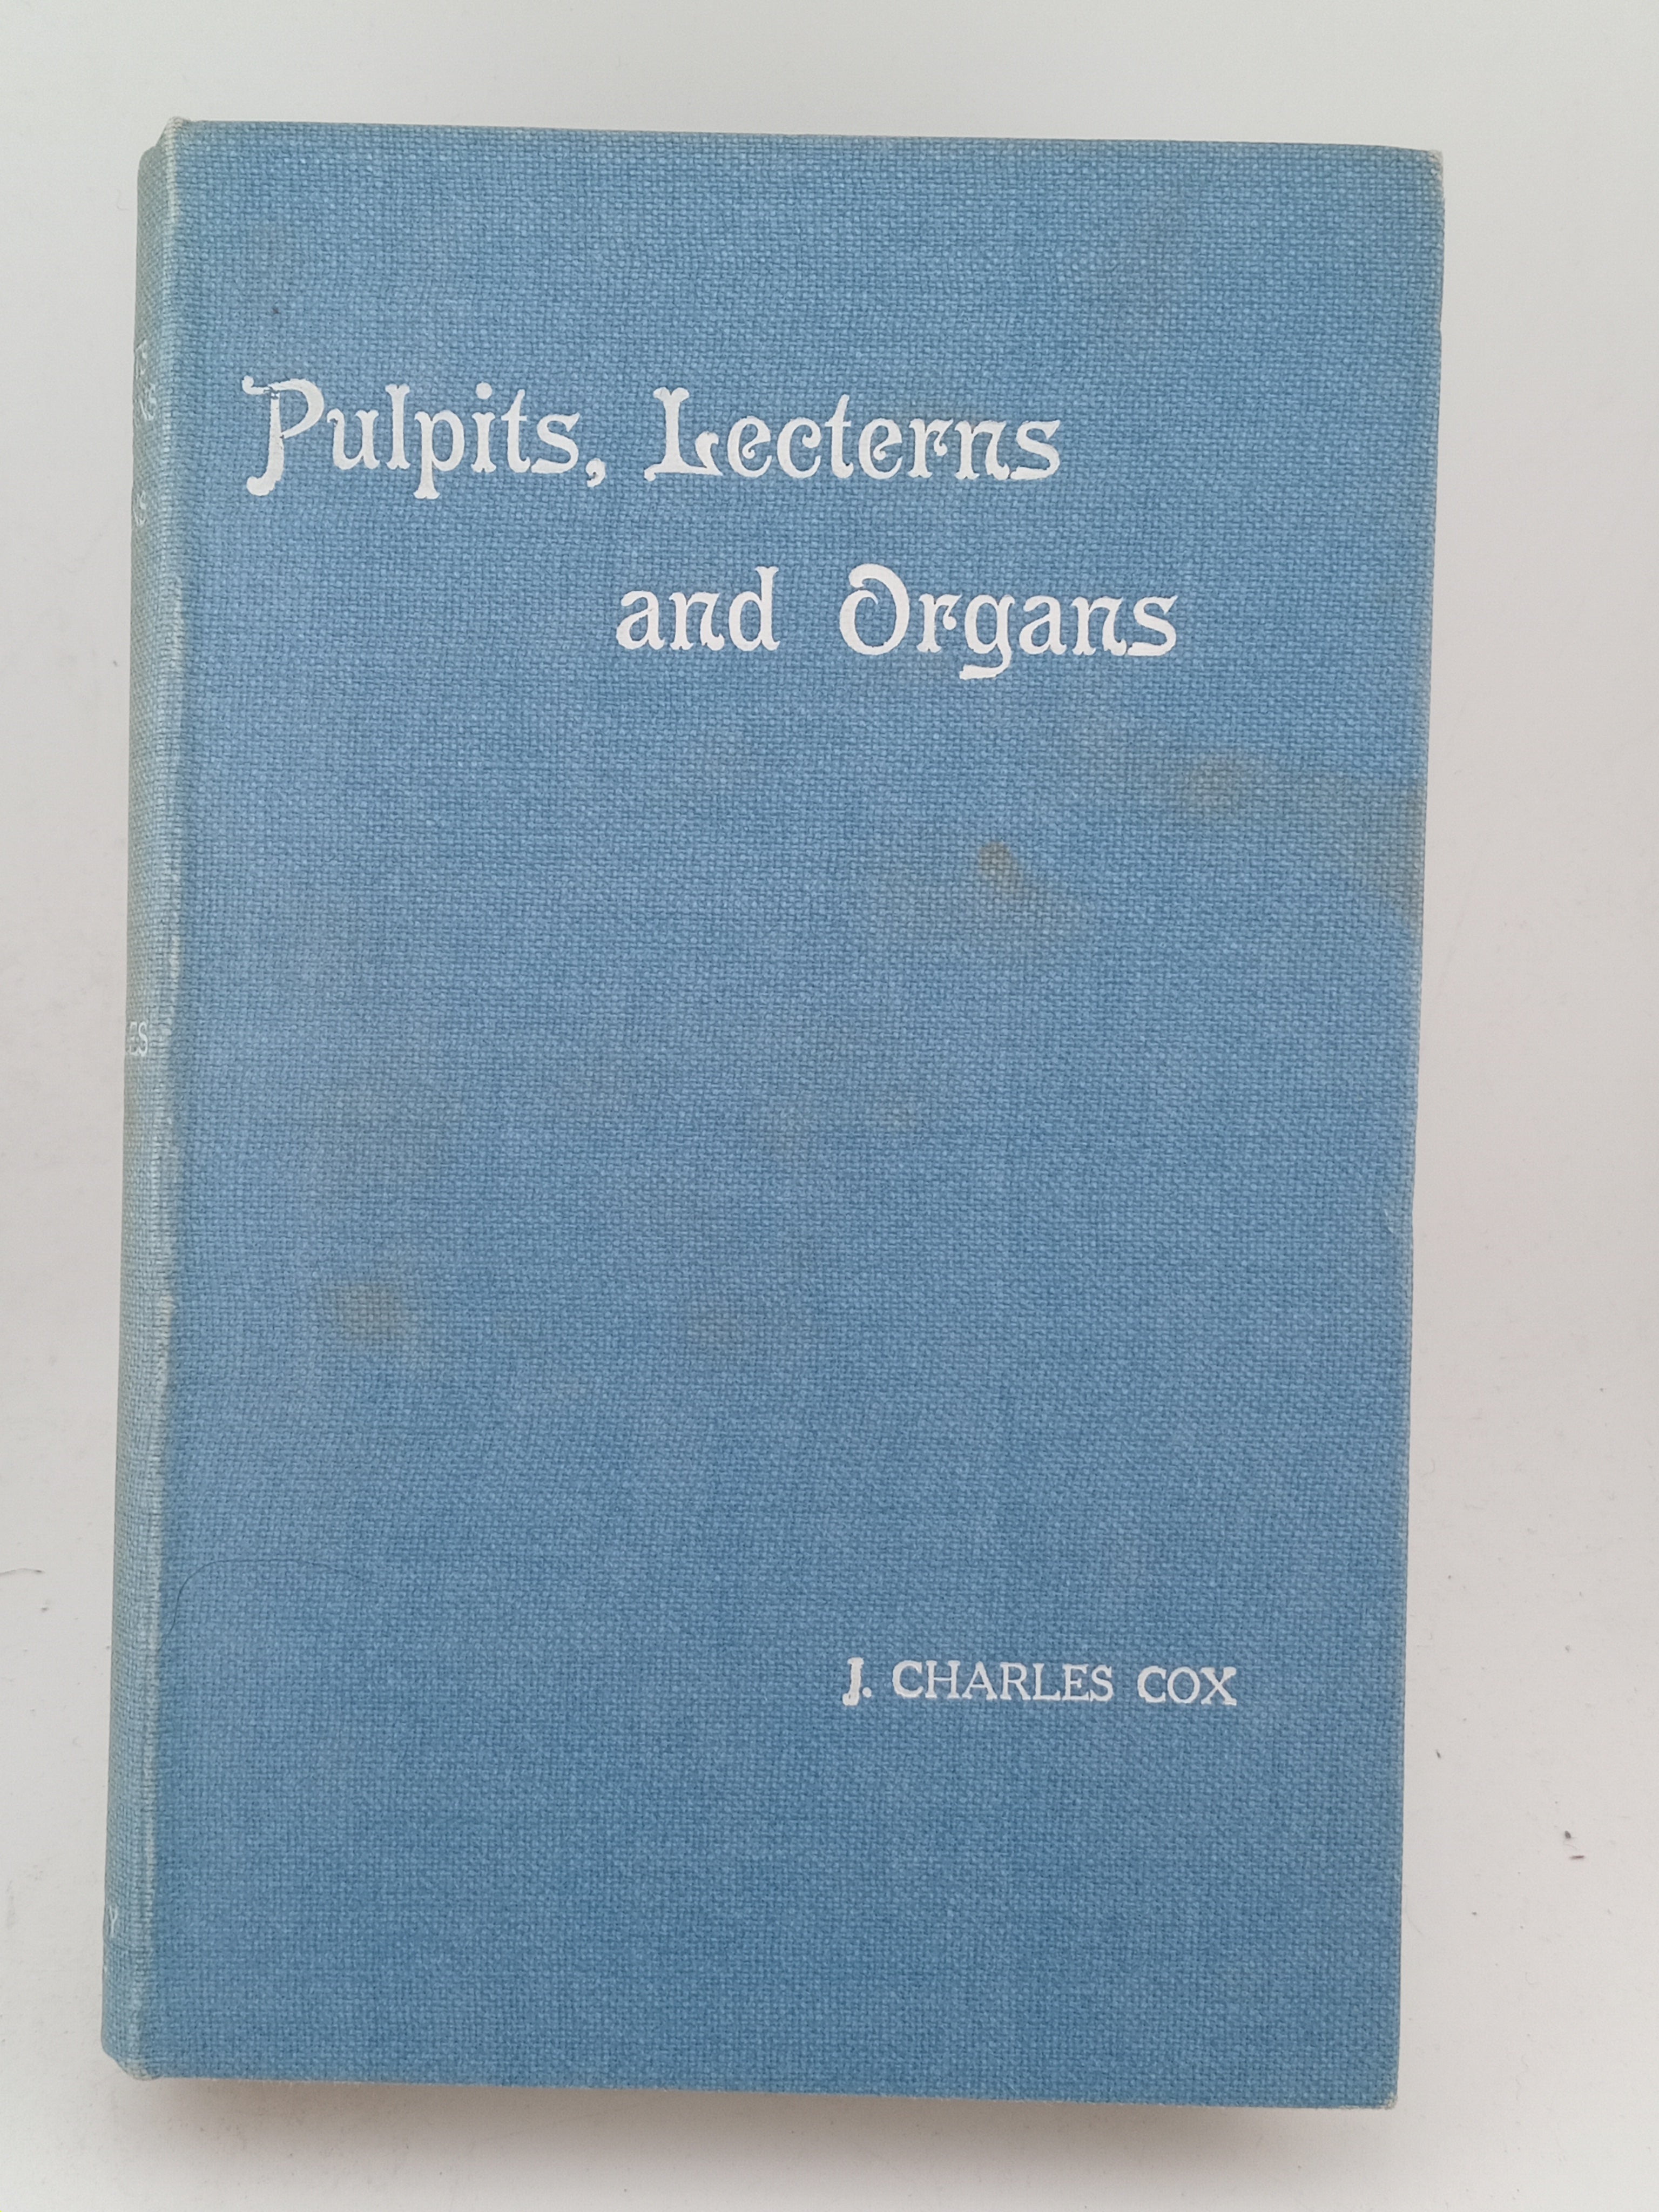 Pulpits, Lecterns
and Organs
J. CHARLES COX